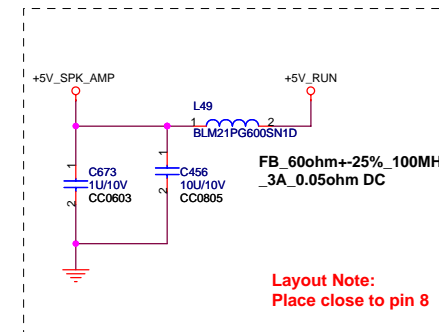 +5V_SPK_AMP
+5V_RUN
L49
1
2
BLM21PG600SN1D
1
C673
1U/10V
CC0603
2
1
C456
10U/10V
CC0805
2
FB_60ohm+-25%_100MH
_3A_0.05ohm DC
Layout Note:
Place close to pin 8